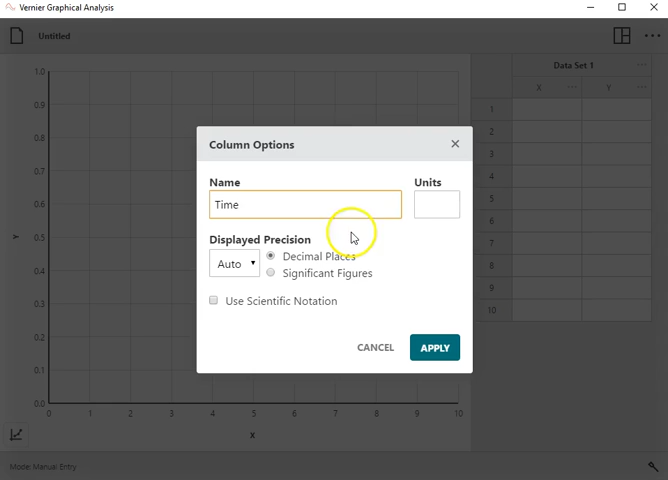 Vernier Graphical Analysis
Untitled
Data Set 1
X Y
1
2
3
4
5
6
7
8
9
10
1.0
0.9
0.8
0.7
0.6
0.5
0.4
0.3
0.2
0.1
0.0
Y
0 1 2 3 4 5 6 7 8 9 10
X
Column Options
Name Units
Time
Displayed Precision
Auto Decimal Places
Significant Figures
Use Scientific Notation
CANCEL APPLY
Mode: Manual Entry